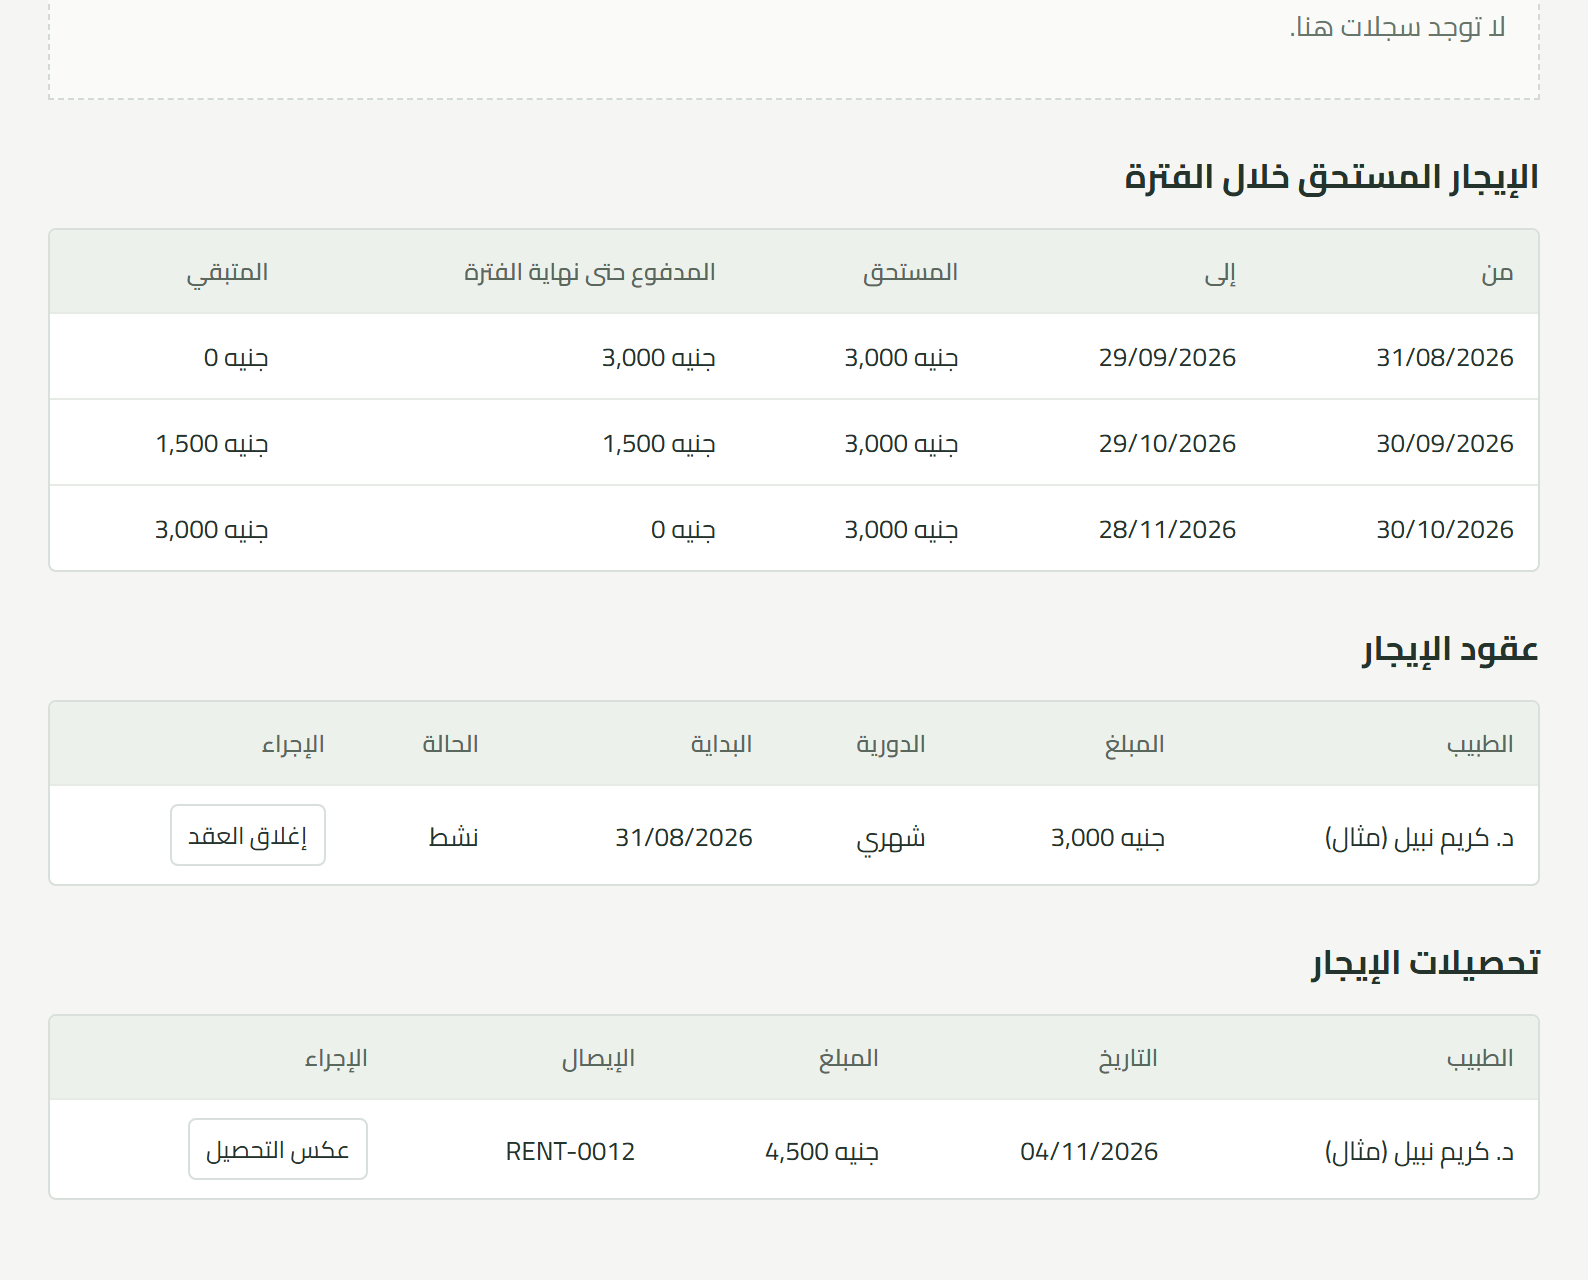 لا توجد سجلات هنا.
الإيجار المستحق خلال الفترة
من إلى المستحق المدفوع حتى نهاية الفترة المتبقي
31/08/2026 29/09/2026 جنيه 3,000 جنيه 3,000 جنيه 0
30/09/2026 29/10/2026 جنيه 3,000 جنيه 1,500 جنيه 1,500
30/10/2026 28/11/2026 جنيه 3,000 جنيه 0 جنيه 3,000
عقود الإيجار
الطبيب المبلغ الدورية البداية الحالة الإجراء
د. كريم نبيل (مثال) جنيه 3,000 شهري 31/08/2026 نشط إغلاق العقد
تحصيلات الإيجار
الطبيب التاريخ المبلغ الإيصال الإجراء
د. كريم نبيل (مثال) 04/11/2026 جنيه 4,500 RENT-0012 عكس التحصيل